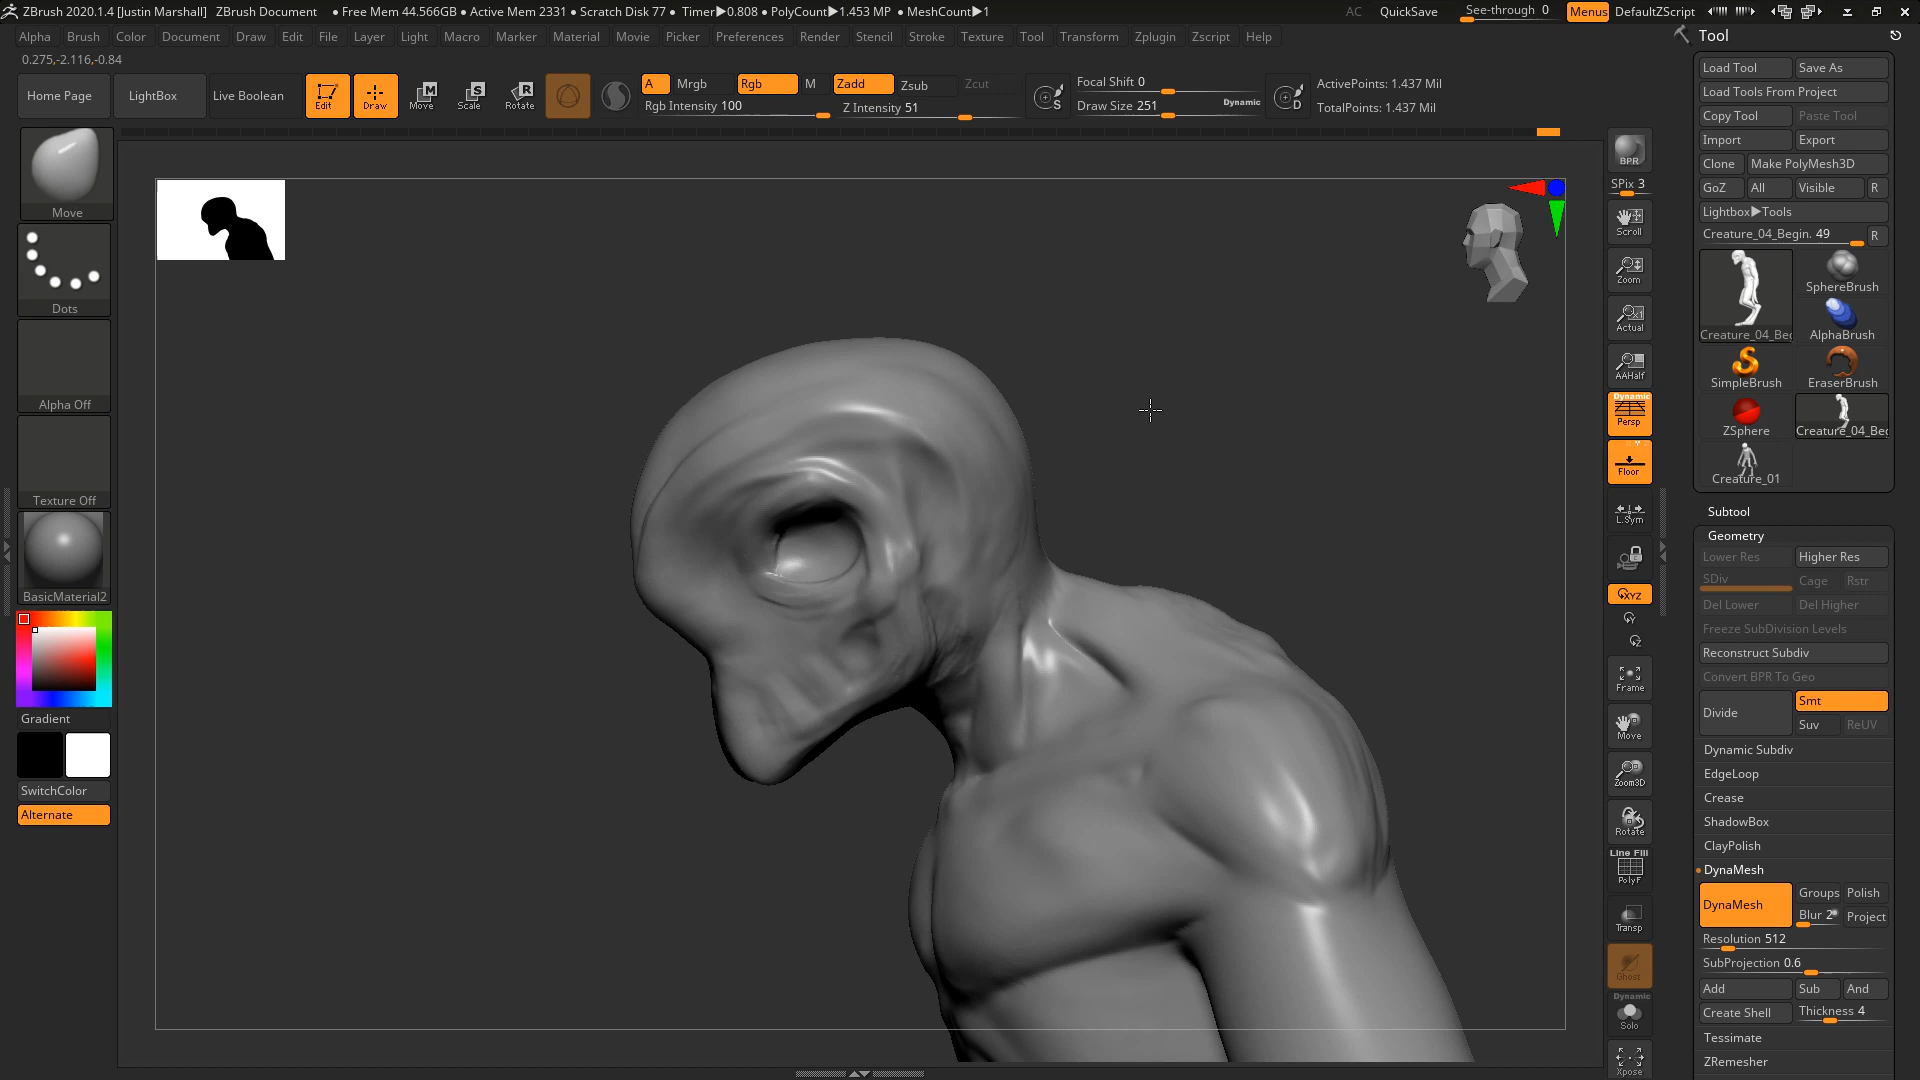 ZBrush 2020.1.4 [Justin Marshall] ZBrush Document • Free Mem 44.566GB • Active Mem 2331 • Scratch Disk 77 • Timer▶0.808 • PolyCount▶1.453 MP • MeshCount▶1 AC QuickSave See-through 0 Menus DefaultZScript
Alpha Brush Color Document Draw Edit File Layer Light Macro Marker Material Movie Picker Preferences Render Stencil Stroke Texture Tool Transform Zplugin Zscript Help
0.275,-2.116,-0.84
Home Page LightBox Live Boolean Edit Draw Move Scale Rotate
A Mrgb Rgb M Zadd Zsub Zcut
Rgb Intensity 100 Z Intensity 51
S Focal Shift 0
Draw Size 251 Dynamic
D ActivePoints: 1.437 Mil
TotalPoints: 1.437 Mil
Move
Dots
Alpha Off
Texture Off
BasicMaterial2
Gradient
SwitchColor
Alternate
BPR
SPix 3
Scroll
Zoom
Actual
AAHalf
Dynamic
Persp
Floor
L.Sym
XYZ
Y
Z
Frame
Move
Zoom3D
Rotate
Line Fill
PolyF
Transp
Ghost
Dynamic
Solo
Xpose
Tool
Load Tool Save As
Load Tools From Project
Copy Tool Paste Tool
Import Export
Clone Make PolyMesh3D
GoZ All Visible R
Lightbox▶Tools
Creature_04_Begin. 49 R
Creature_04_Bec SphereBrush
AlphaBrush
SimpleBrush EraserBrush
ZSphere Creature_04_Bec
Creature_01
Subtool
Geometry
Lower Res Higher Res
SDiv Cage Rstr
Del Lower Del Higher
Freeze SubDivision Levels
Reconstruct Subdiv
Convert BPR To Geo
Divide Smt
Suv ReUV
Dynamic Subdiv
EdgeLoop
Crease
ShadowBox
ClayPolish
DynaMesh
DynaMesh Groups Polish
Blur 2 Project
Resolution 512
SubProjection 0.6
Add Sub And
Create Shell Thickness 4
Tessimate
ZRemesher